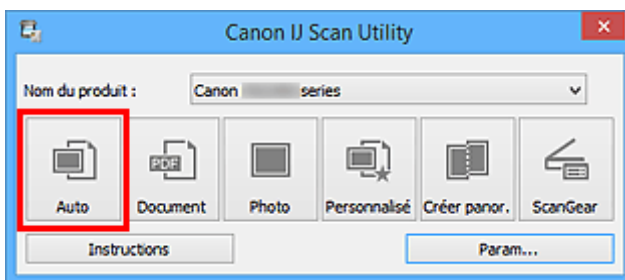 Canon IJ Scan Utility
Nom du produit : Canon series
Auto Document Photo Personnalisé Créer panor. ScanGear
Instructions Param...